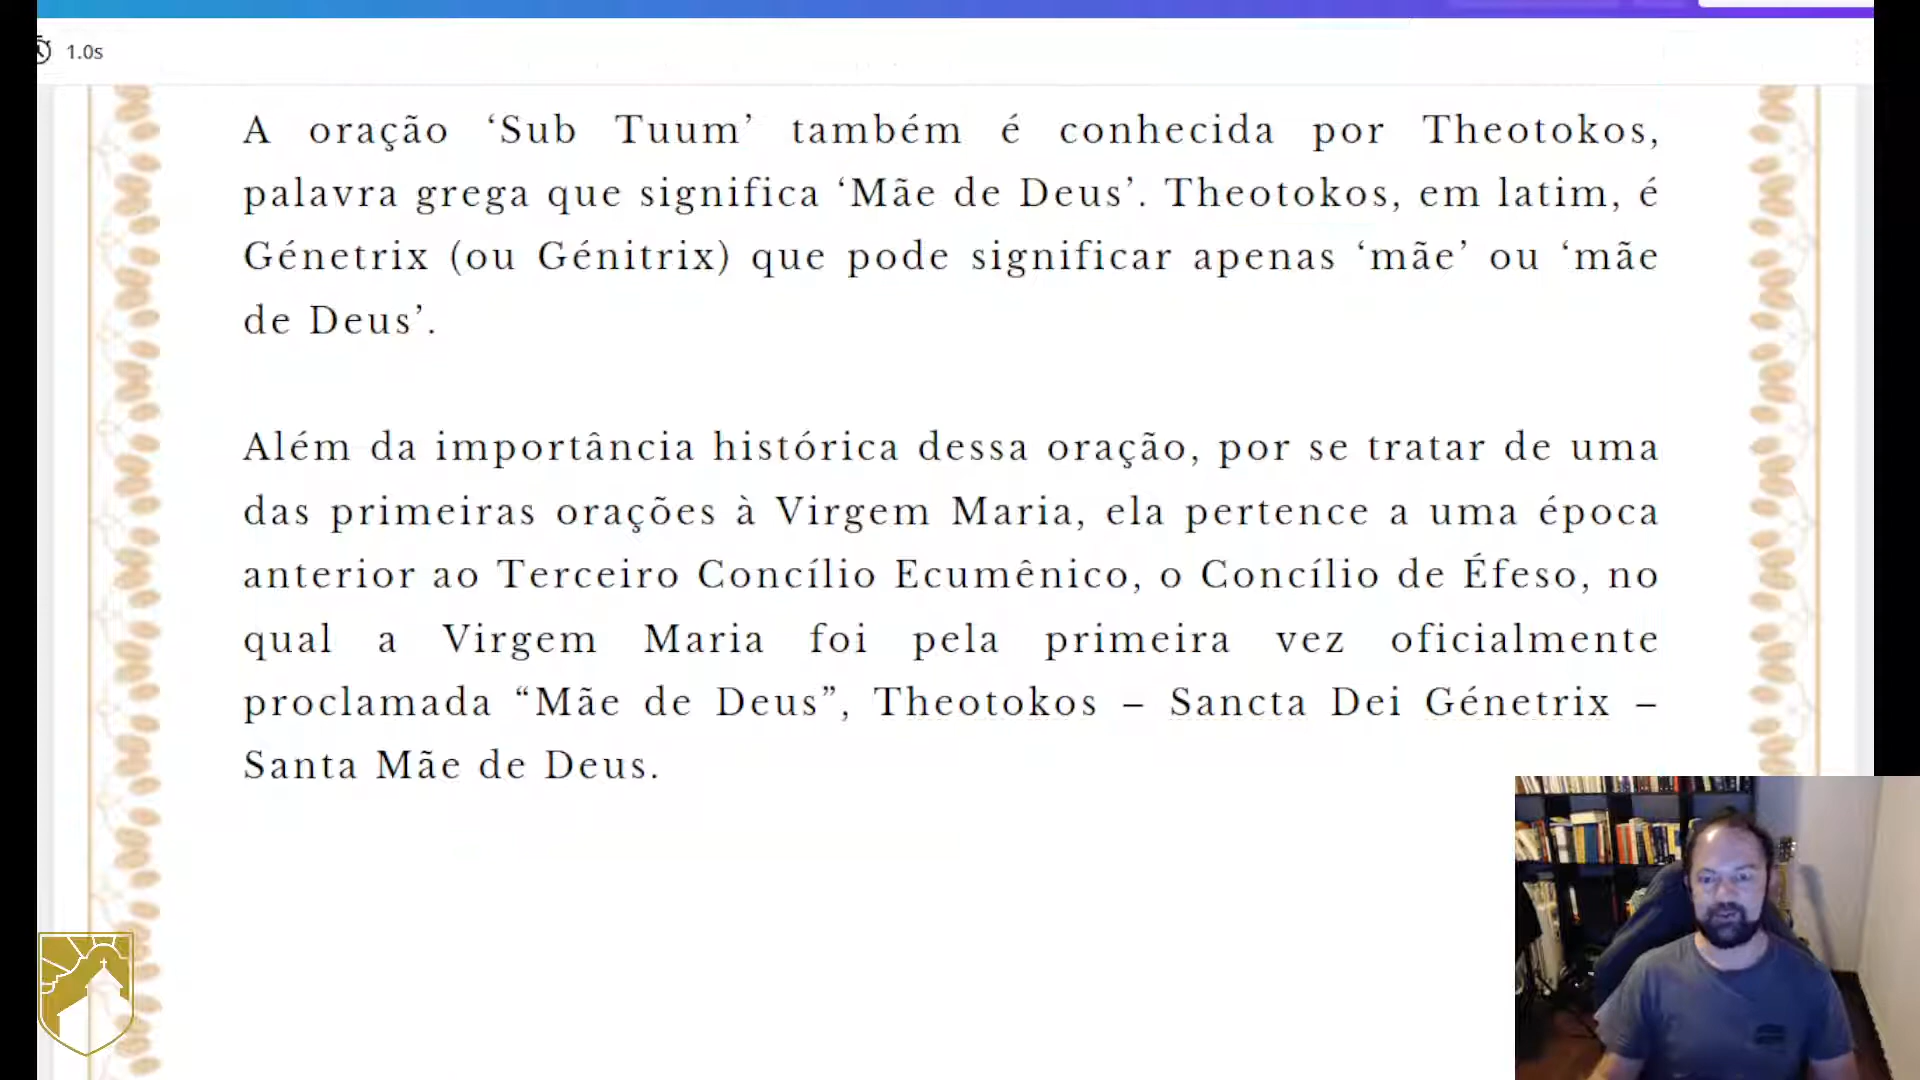 1.0s
A oração ‘Sub Tuum’ também é conhecida por Theotokos,
palavra grega que significa ‘Mãe de Deus’. Theotokos, em latim, é
Génetrix (ou Génitrix) que pode significar apenas ‘mãe’ ou ‘mãe
de Deus’.
Além da importância histórica dessa oração, por se tratar de uma
das primeiras orações à Virgem Maria, ela pertence a uma época
anterior ao Terceiro Concílio Ecumênico, o Concílio de Éfeso, no
qual a Virgem Maria foi pela primeira vez oficialmente
proclamada “Mãe de Deus”, Theotokos – Sancta Dei Génetrix –
Santa Mãe de Deus.